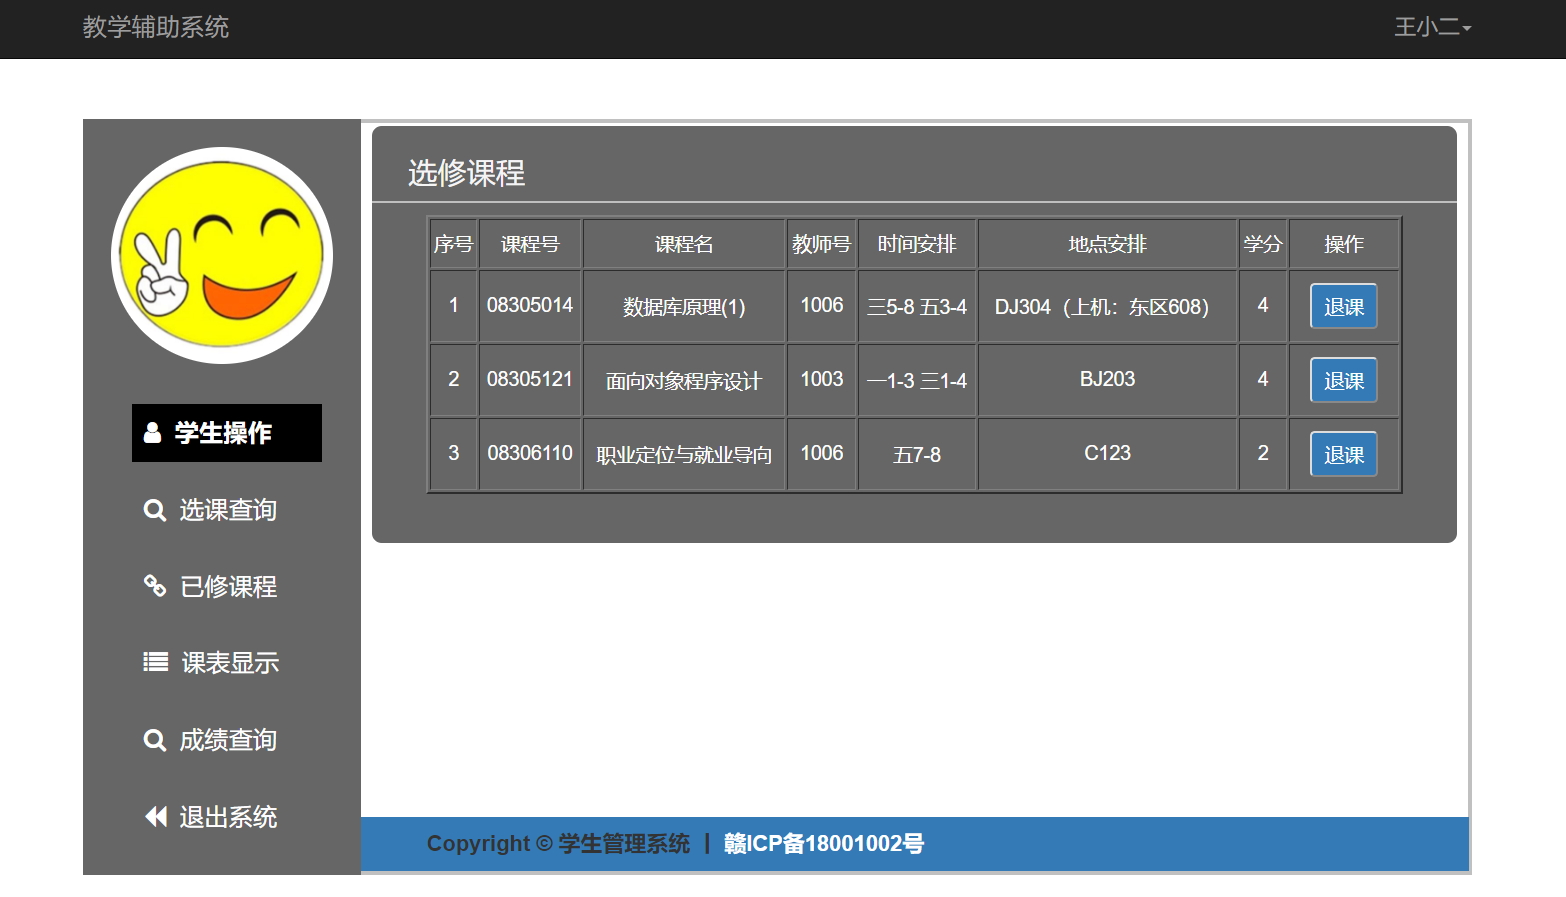 教学辅助系统
王小二
学生操作
选课查询
已修课程
课表显示
成绩查询
退出系统
选修课程
序号 课程号 课程名 教师号 时间安排 地点安排 学分 操作
1 08305014 数据库原理(1) 1006 三5-8 五3-4 DJ304（上机：东区608） 4 退课
2 08305121 面向对象程序设计 1003 一1-3 三1-4 BJ203 4 退课
3 08306110 职业定位与就业导向 1006 五7-8 C123 2 退课
Copyright © 学生管理系统 | 赣ICP备18001002号